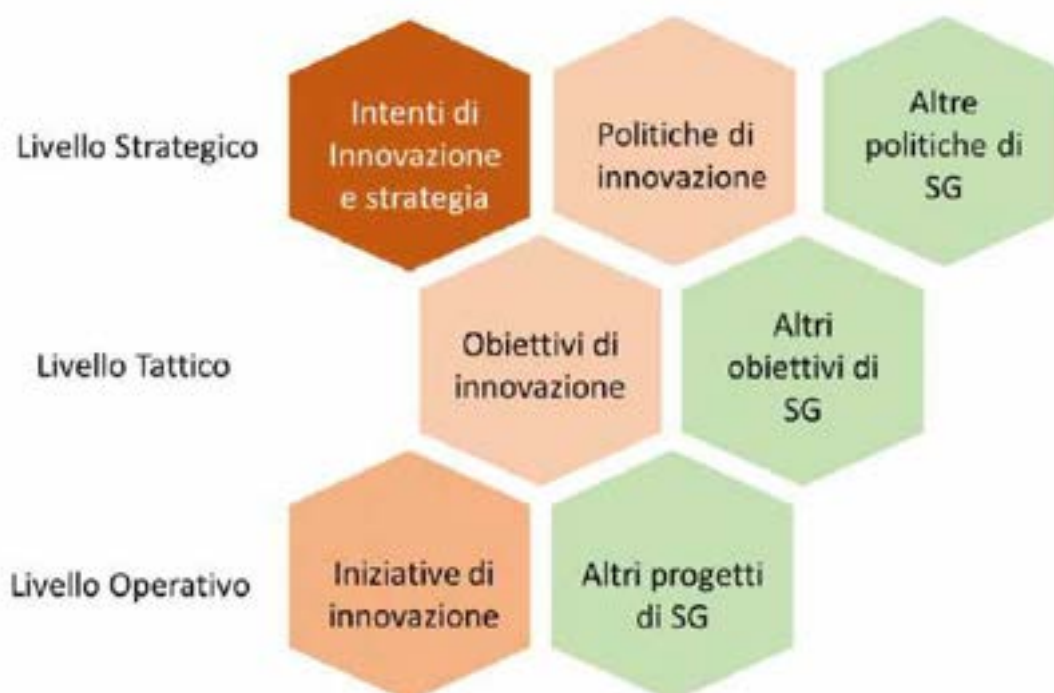 Livello Strategico
Intenti di
Innovazione
e strategia
Politiche di
innovazione
Altre
politiche di
SG
Livello Tattico
Obiettivi di
innovazione
Altri
obiettivi di
SG
Livello Operativo
Iniziative di
innovazione
Altri progetti
di SG